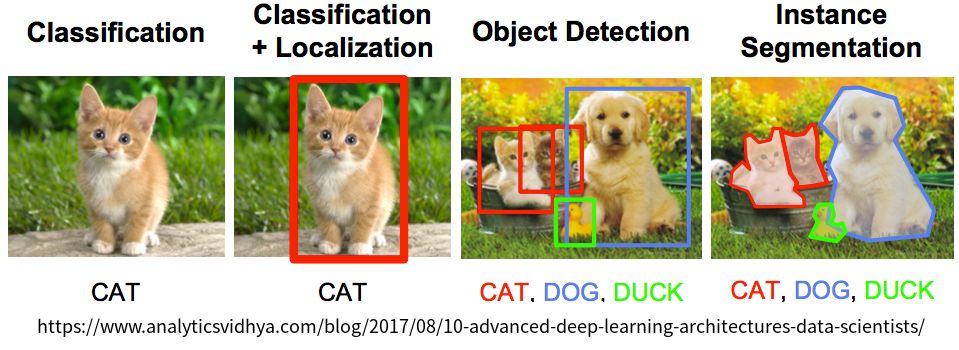 Classification
Classification
+ Localization
Object Detection
Instance
Segmentation
CAT
CAT
CAT, DOG, DUCK
CAT, DOG, DUCK
https://www.analyticsvidhya.com/blog/2017/08/10-advanced-deep-learning-architectures-data-scientists/